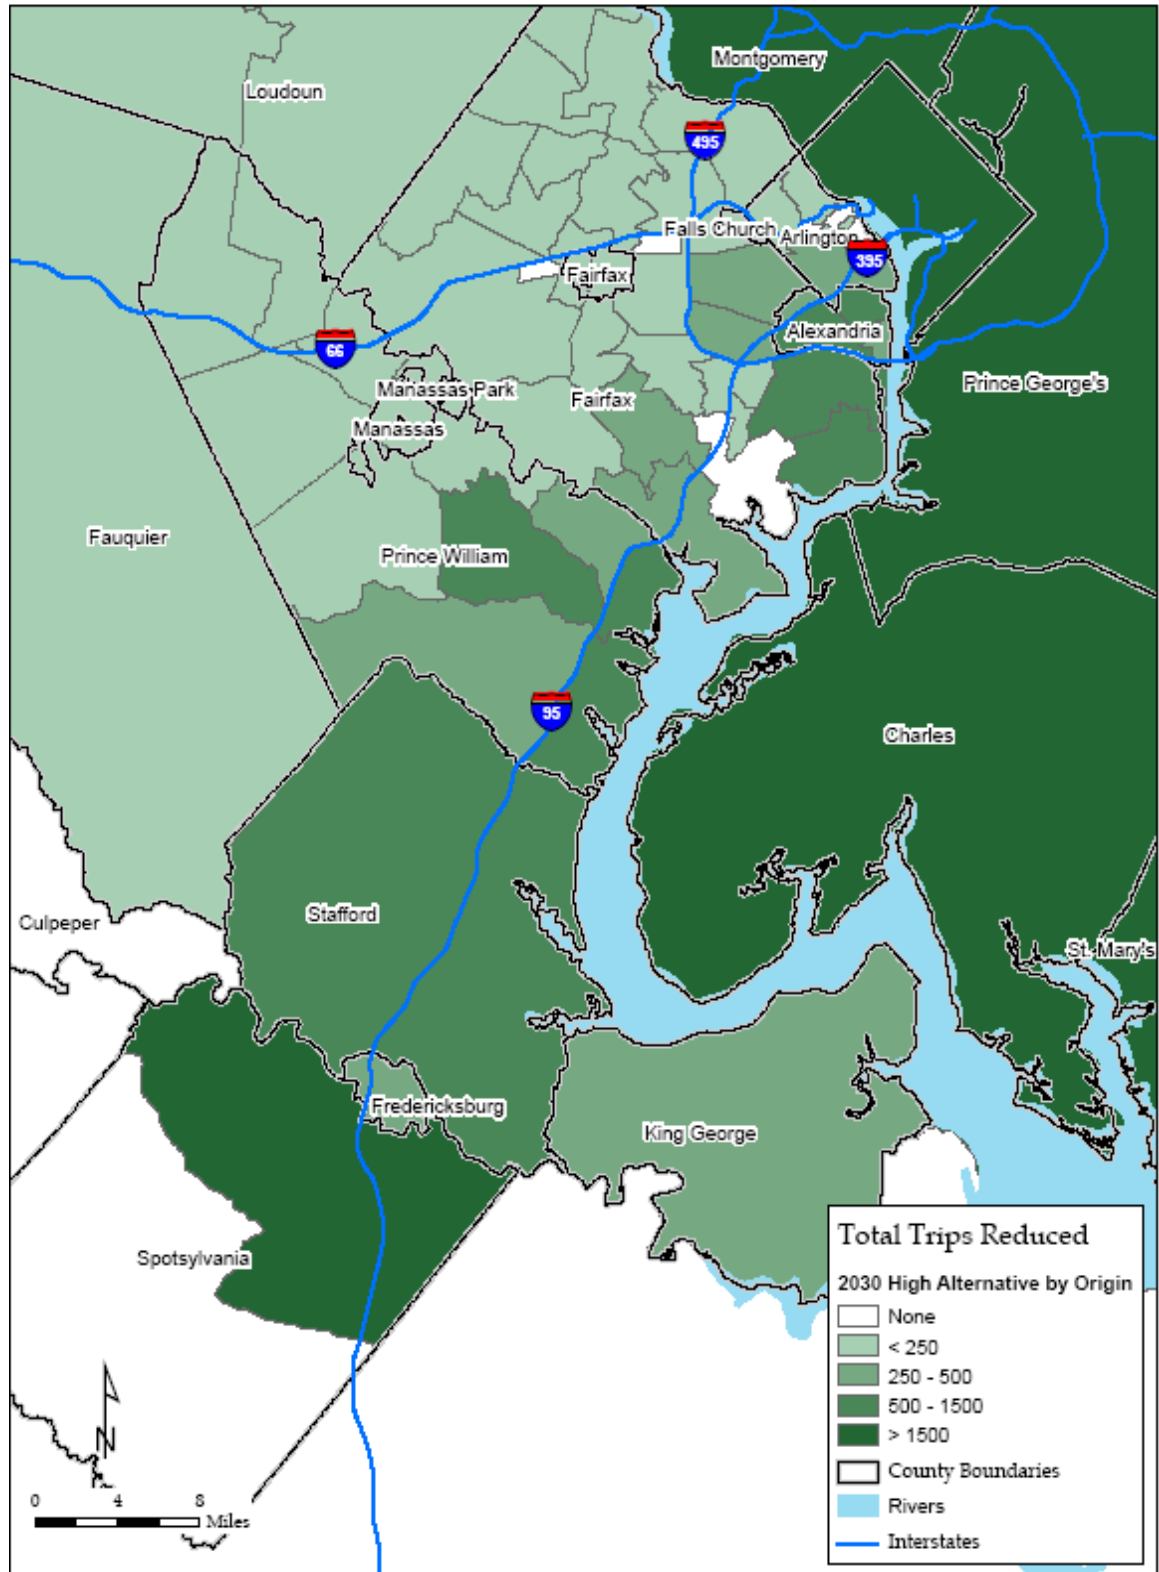 Montgomery
Loudoun
495
Falls Church
Arlington
395
Fairfax
Alexandria
66
Manassas Park
Fairfax
Prince George's
Manassas
Fauquier
Prince William
95
Charles
Stafford
Culpeper
St. Mary's
Fredericksburg
King George
Spotsylvania
Total Trips Reduced
2030 High Alternative by Origin
None
< 250
250 - 500
500 - 1500
> 1500
County Boundaries
Rivers
Interstates
N
0 4 8
Miles